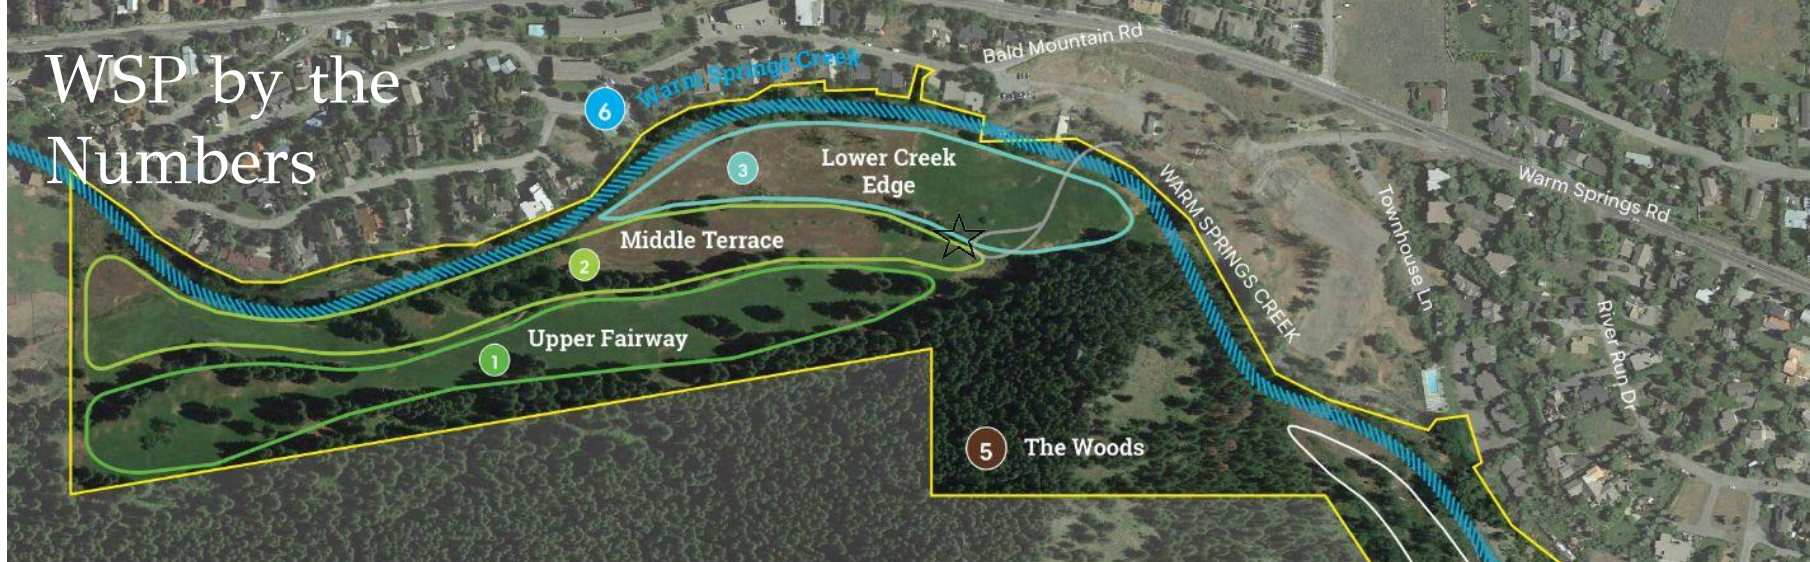 WSP by the
Numbers
6
Warm Springs Creek
Bald Mountain Rd
3
Lower Creek
Edge
Middle Terrace
2
Upper Fairway
1
WARM SPRINGS CREEK
Warm Springs Rd
Townhouse Ln
River Run Dr
5
The Woods